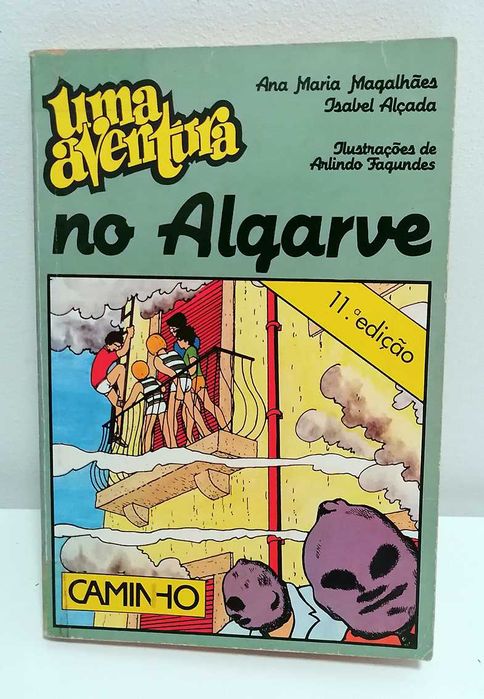 uma
aventura
Ana Maria Magalhães
Isabel Alçada
Ilustrações de
Arlindo Fagundes
no Algarve
11.ª edição
CAMINHO